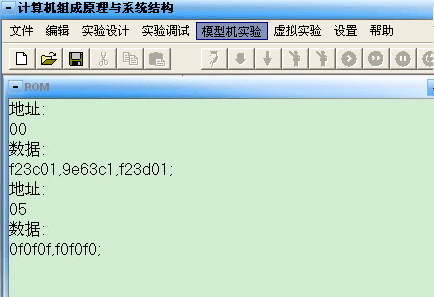 计算机组成原理与系统结构
文件 编辑 实验设计 实验调试 模型机实验 虚拟实验 设置 帮助
ROM
地址:
00
数据:
f23c01,9e63c1,f23d01;
地址:
05
数据:
0f0f0f,f0f0f0;